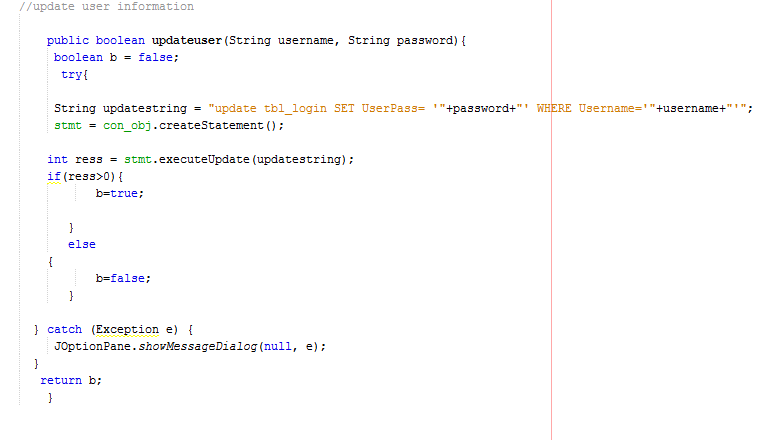 //update user information
public boolean updateuser(String username, String password){
boolean b = false;
try{
String updatestring = "update tbl_login SET UserPass= '"+password+"' WHERE Username='"+username+"'";
stmt = con_obj.createStatement();
int ress = stmt.executeUpdate(updatestring);
if(ress>0){
b=true;
}
else
{
b=false;
}
} catch (Exception e) {
JOptionPane.showMessageDialog(null, e);
}
return b;
}